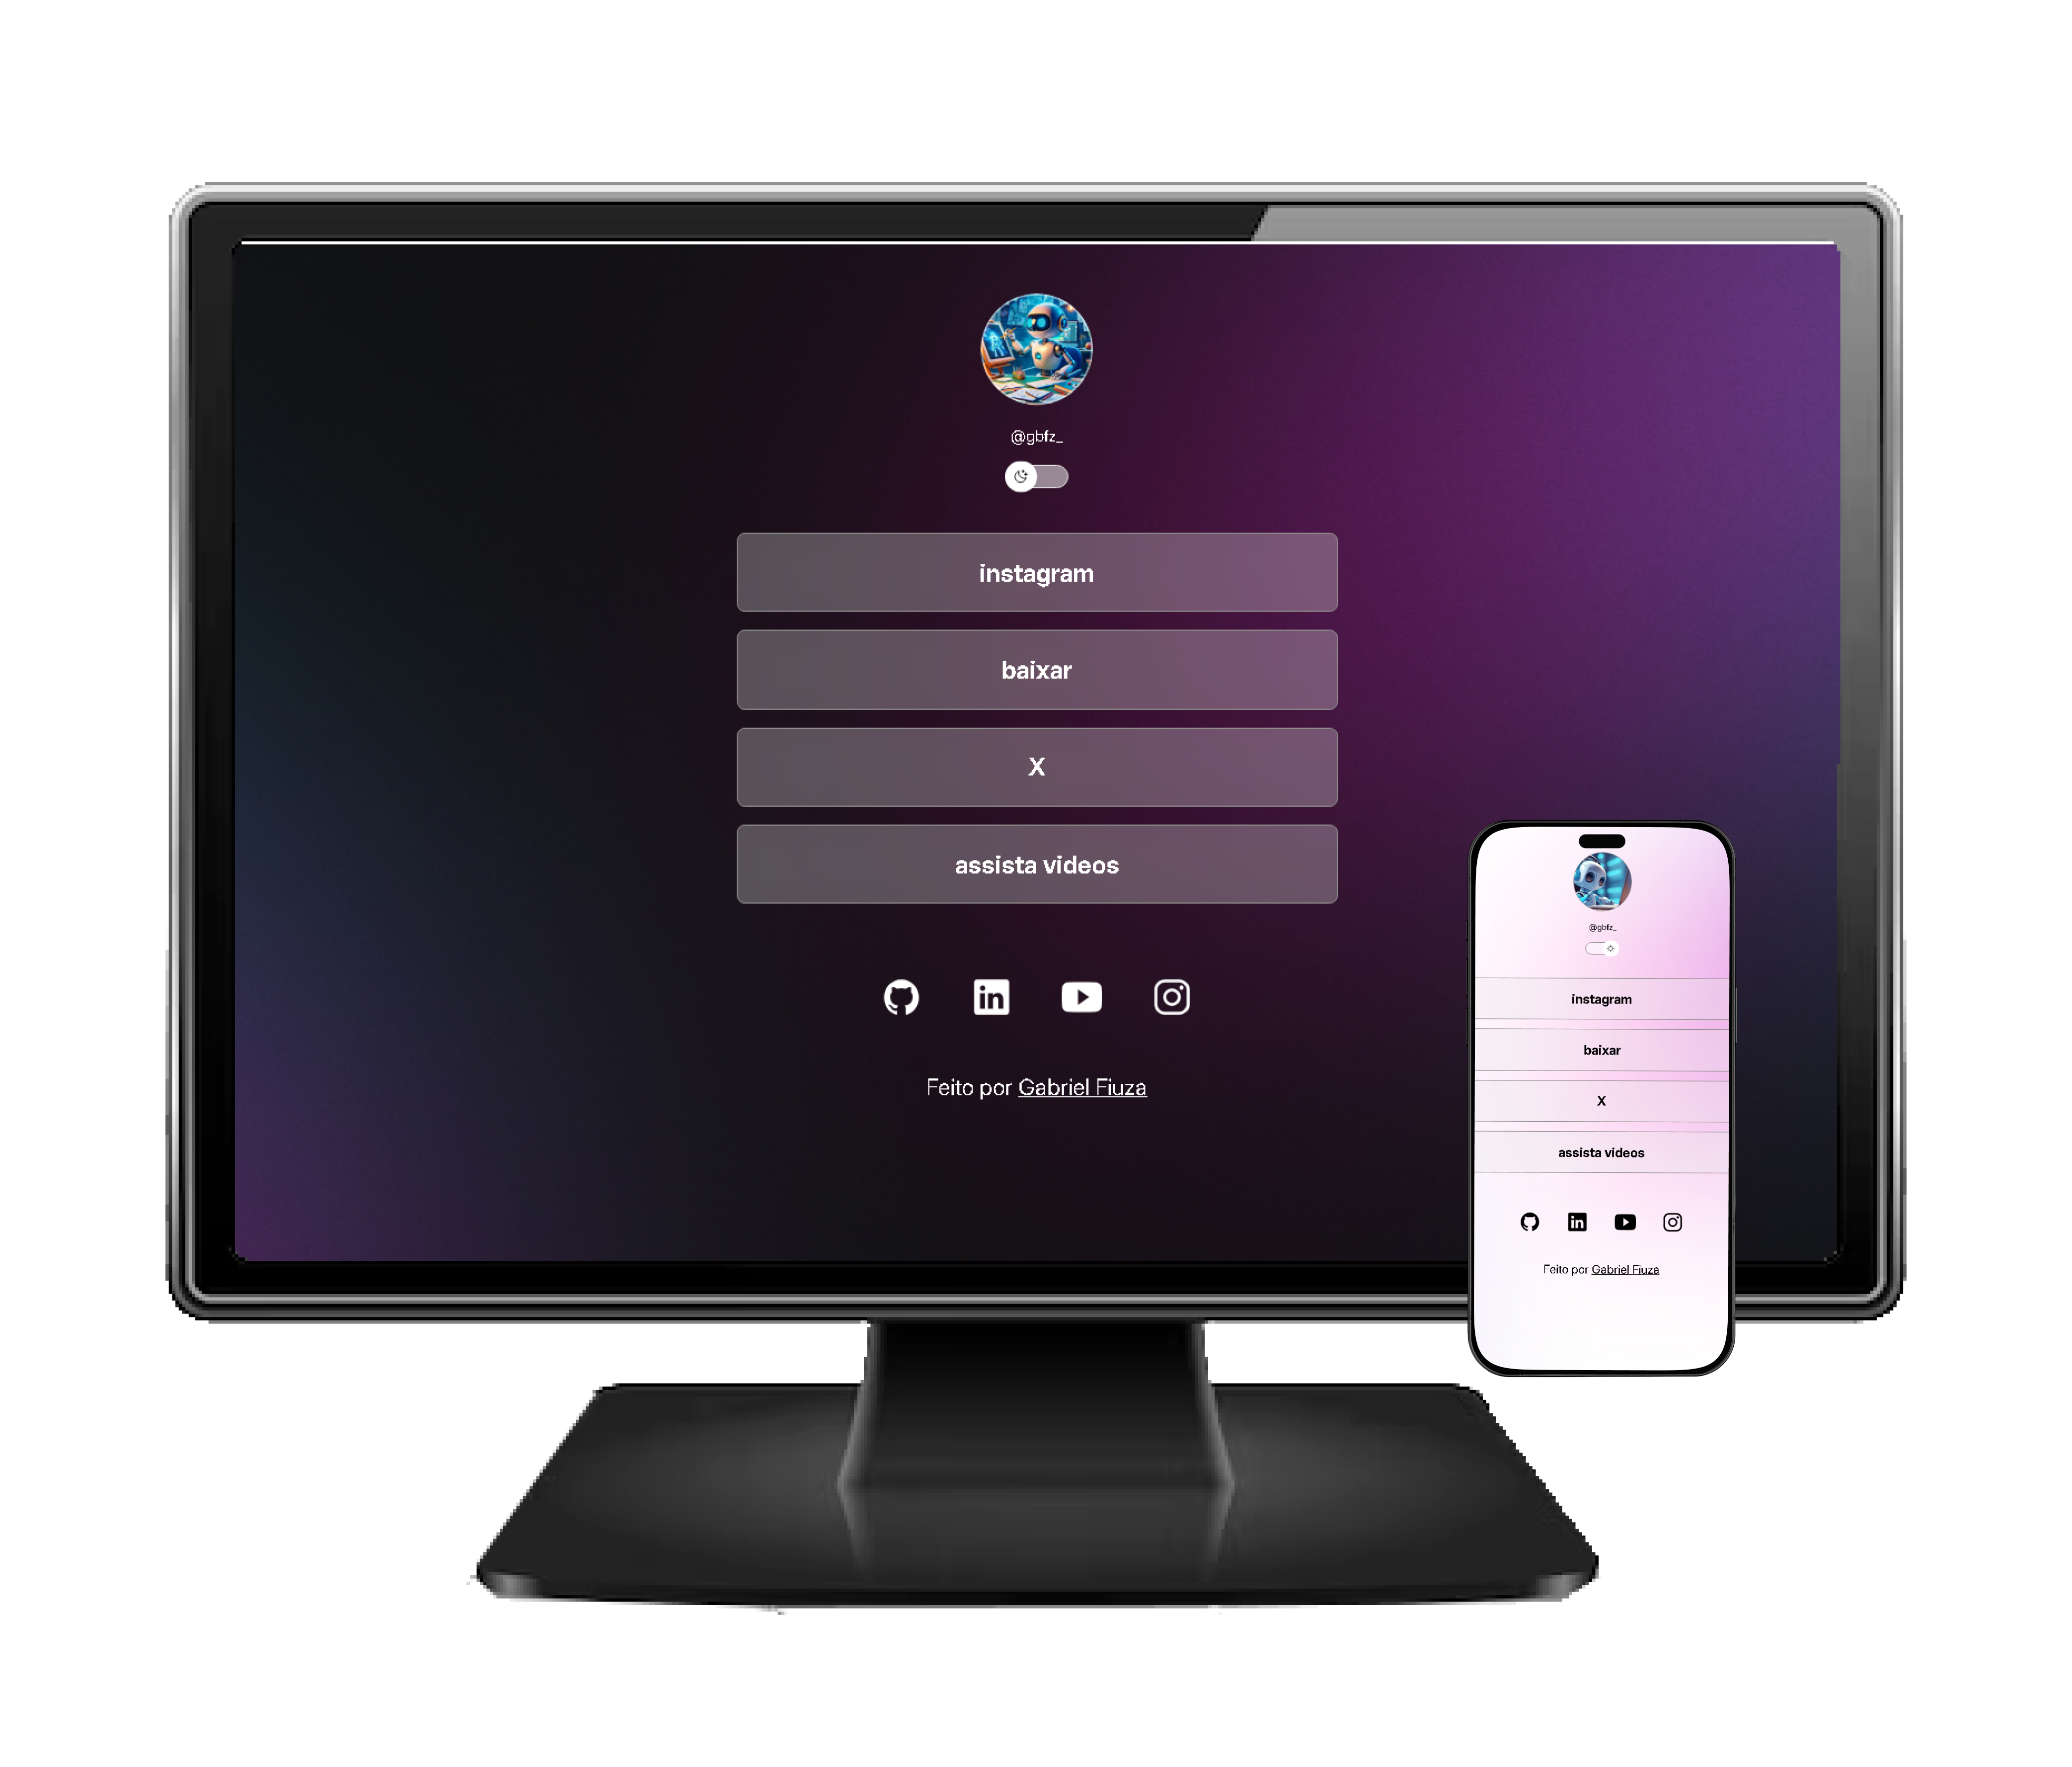 @gbfz_
instagram
baixar
X
assista videos
Feito por Gabriel Fiuza
@gbfz_
instagram
baixar
X
assista videos
Feito por Gabriel Fiuza